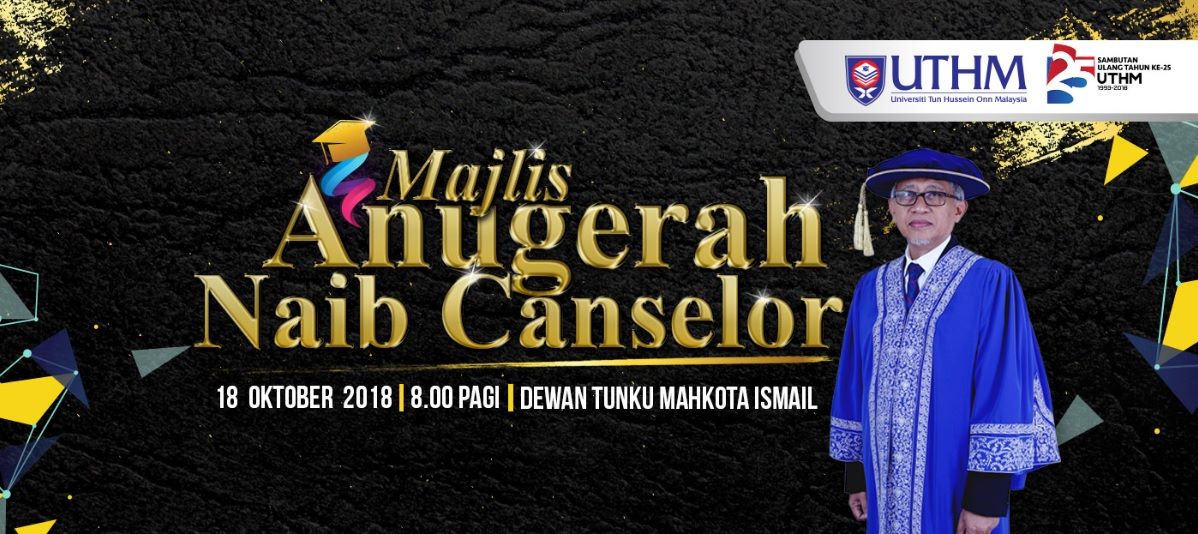 UTHM
Universiti Tun Hussein Onn Malaysia
25
SAMBUTAN
ULANG TAHUN KE-25
UTHM
1993-2018
Majlis
Anugerah
Naib Canselor
18 OKTOBER 2018 | 8.00 PAGI | DEWAN TUNKU MAHKOTA ISMAIL